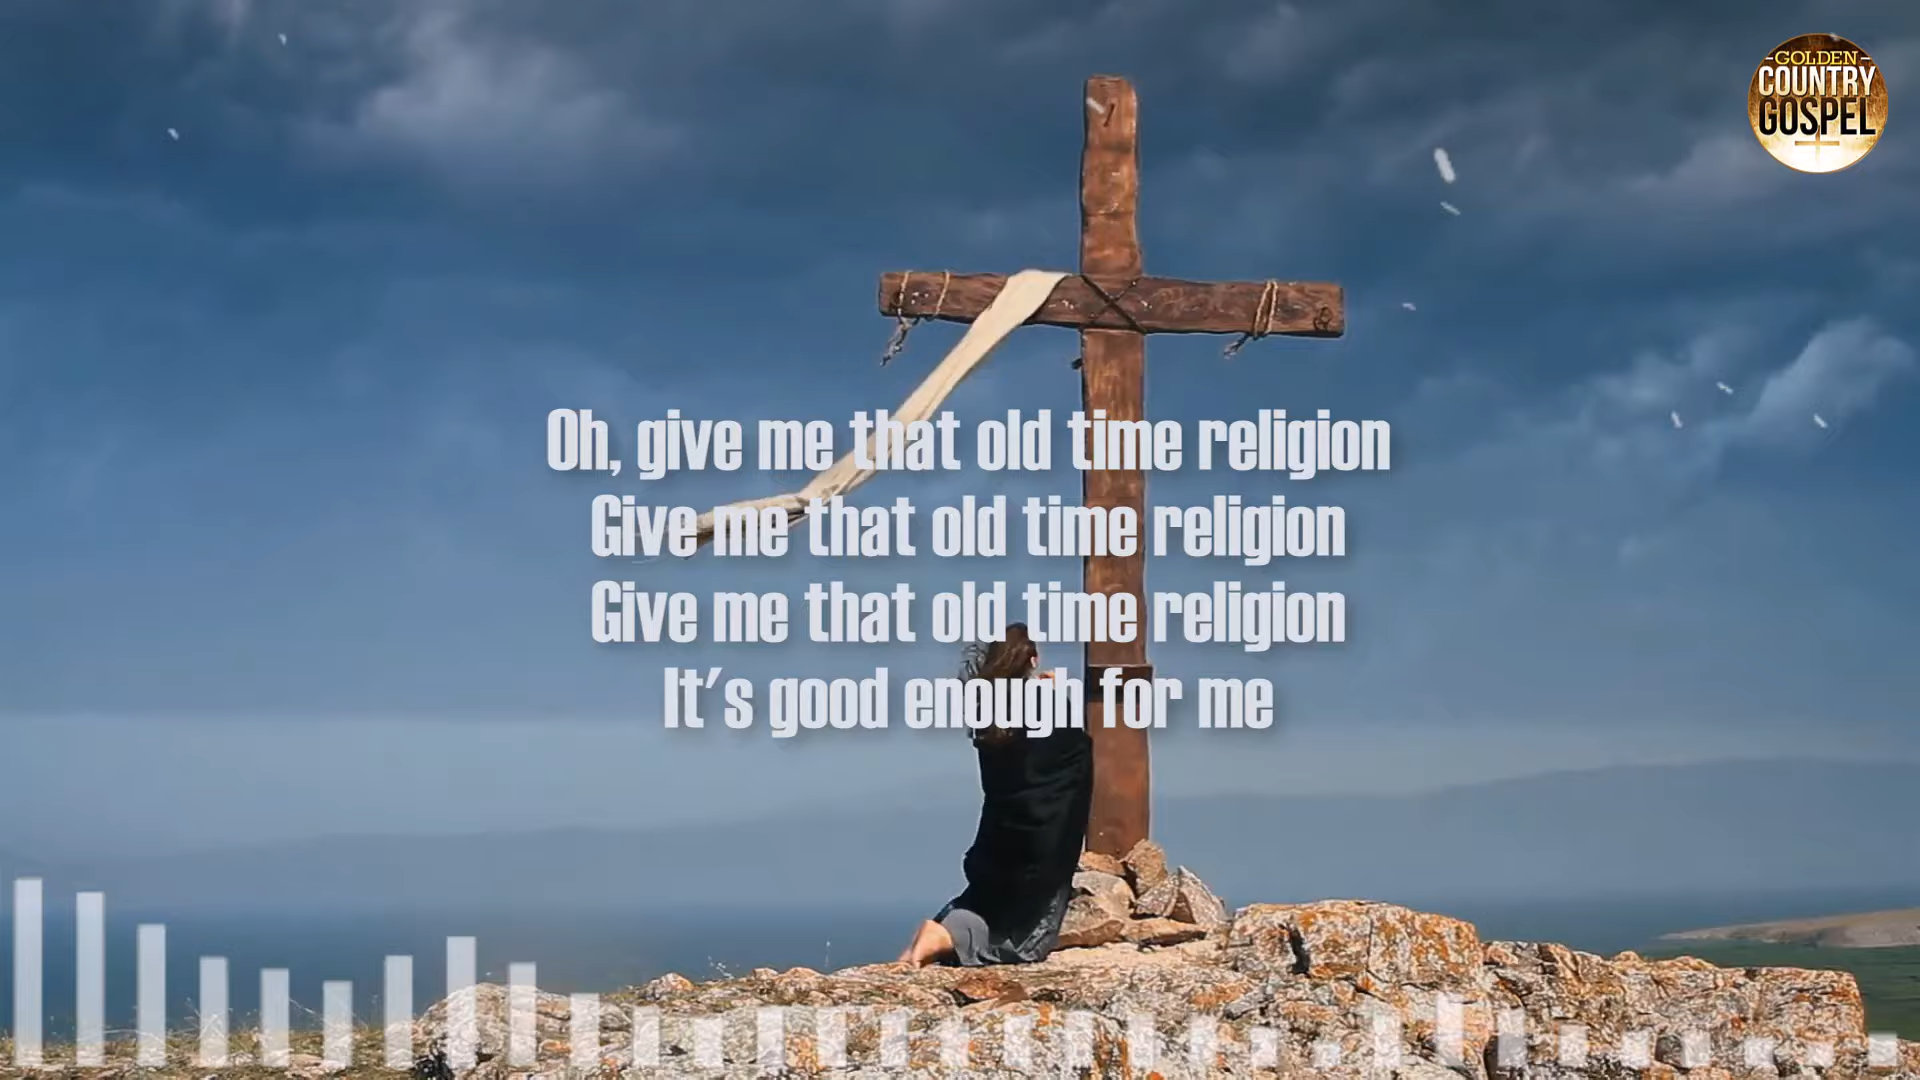 GOLDEN
COUNTRY
GOSPEL
Oh, give me that old time religion
Give me that old time religion
Give me that old time religion
It's good enough for me